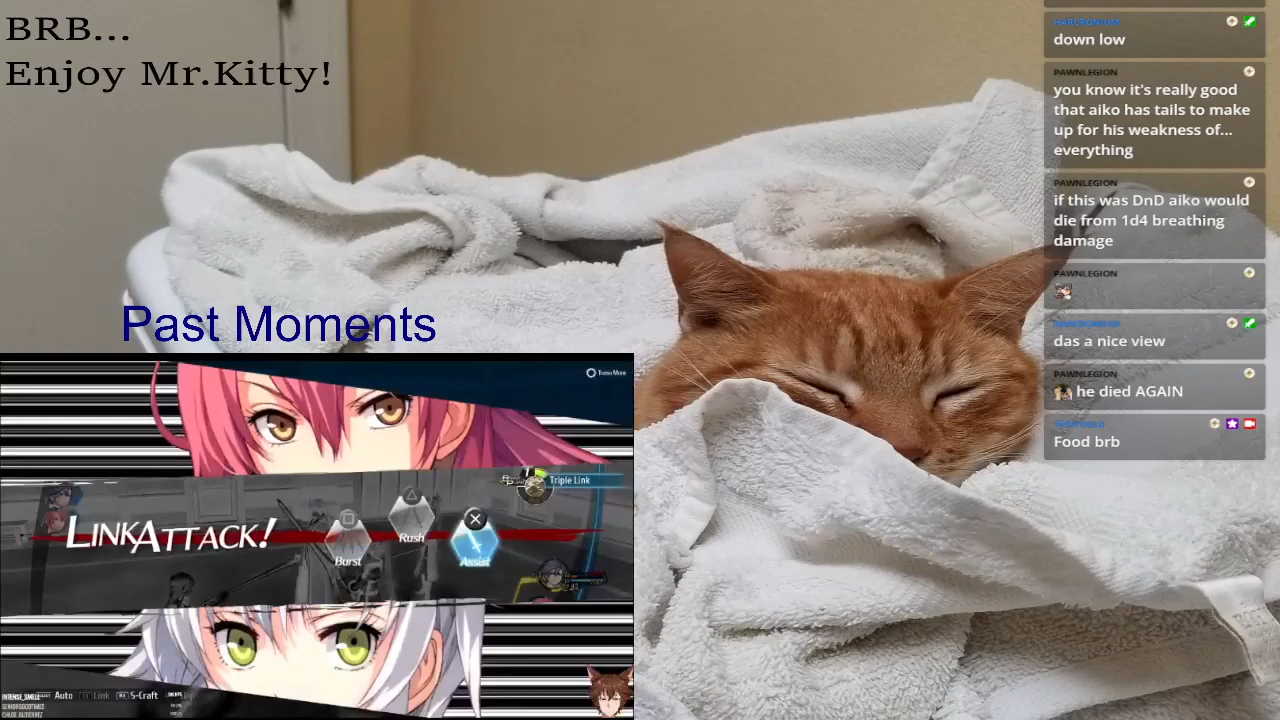 BRB...
Enjoy Mr.Kitty!
down low
PAWNLEGION
you know it's really good
that aiko has tails to make
up for his weakness of...
everything
PAWNLEGION
if this was DnD aiko would
die from 1d4 breathing
damage
PAWNLEGION
das a nice view
PAWNLEGION
he died AGAIN
Food brb
Past Moments
Triple Link
LINK ATTACK!
Rush
Burst
Assist
Auto
Link
S-Craft